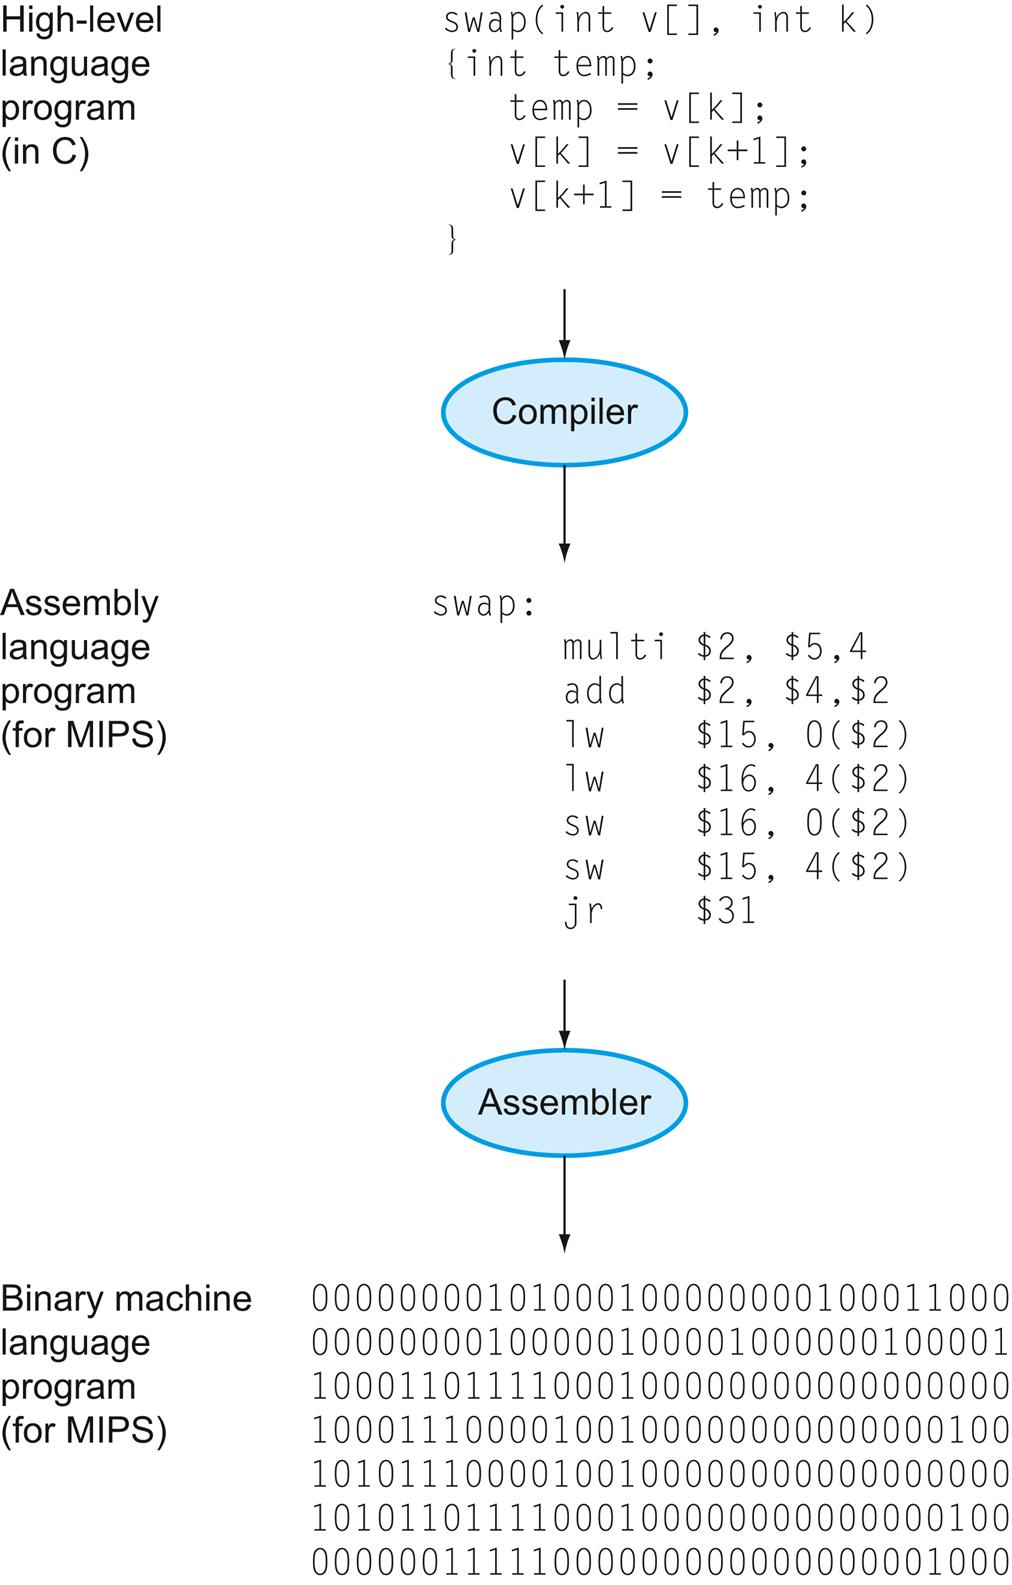 High-level
language
program
(in C)
swap(int v[], int k)
{int temp;
temp = v[k];
v[k] = v[k+1];
v[k+1] = temp;
}
Compiler
Assembly
language
program
(for MIPS)
swap:
multi $2, $5,4
add $2, $4,$2
lw $15, 0($2)
lw $16, 4($2)
sw $16, 0($2)
sw $15, 4($2)
jr $31
Assembler
Binary machine
language
program
(for MIPS)
00000000101000100000000100011000
00000000100000100001000000100001
10001101111000100000000000000000
10001110000100100000000000000100
10101110000100100000000000000000
10101101111000100000000000000100
00000011111000000000000000001000